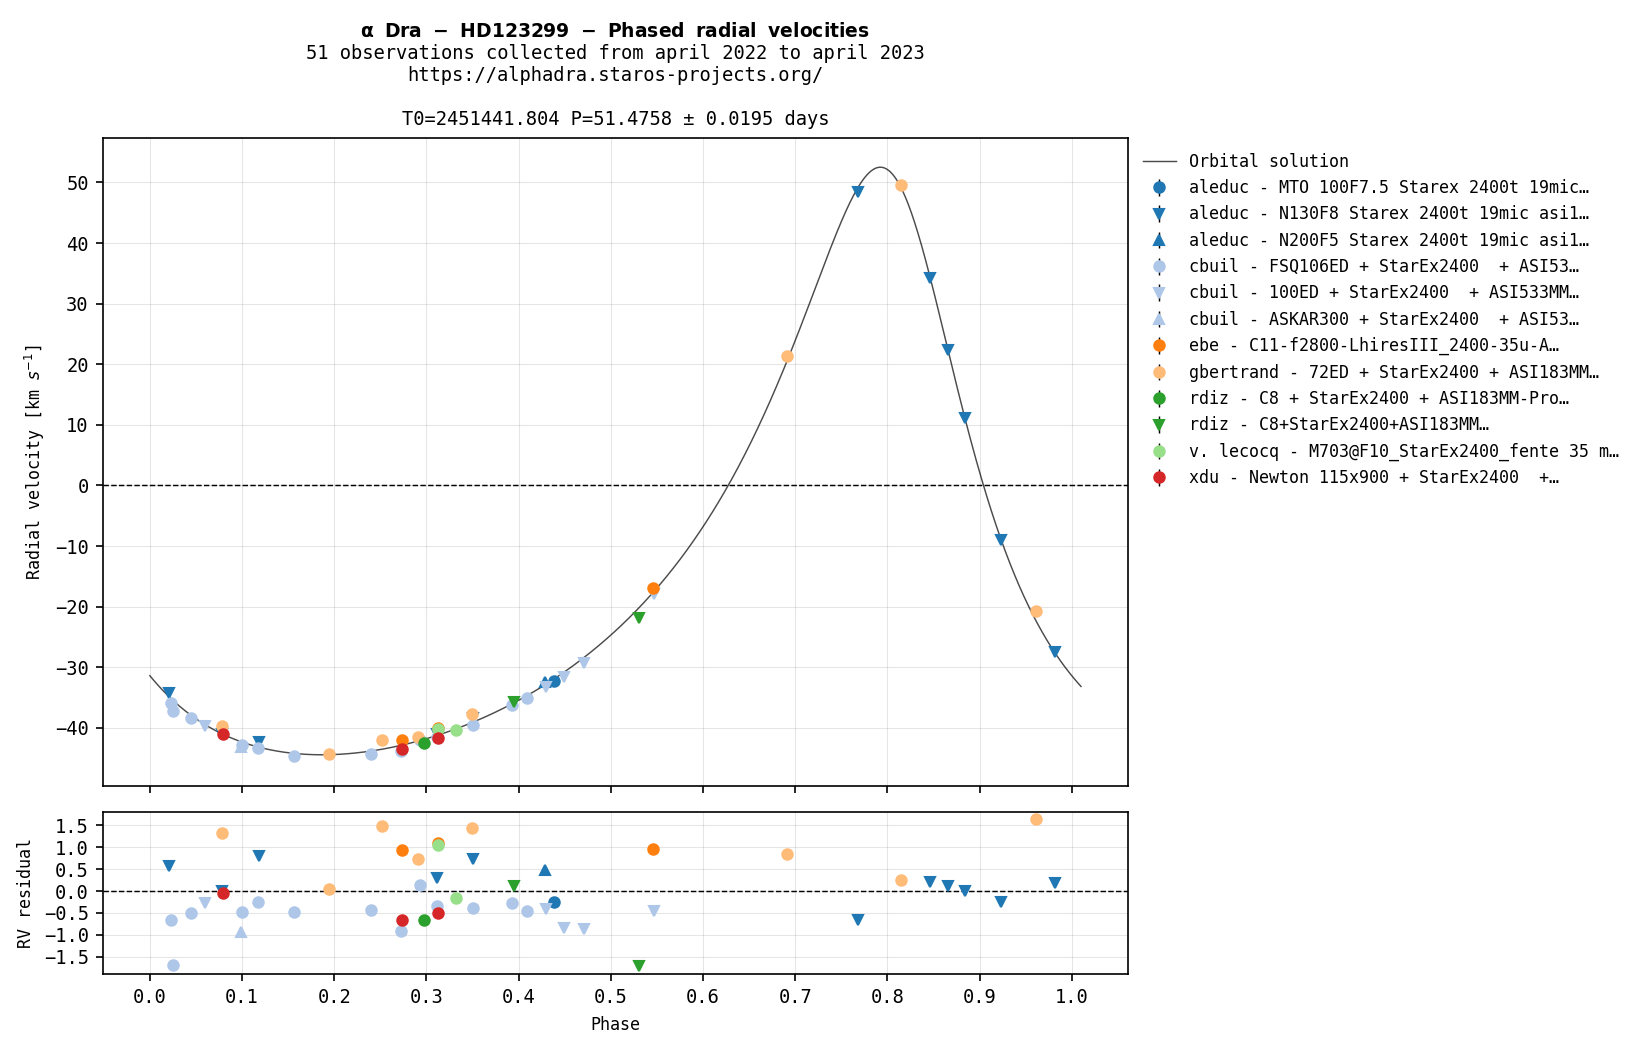 α Dra − HD123299 − Phased radial velocities
51 observations collected from april 2022 to april 2023
https://alphadra.staros-projects.org/
T0=2451441.804 P=51.4758 ± 0.0195 days
Radial velocity [km s⁻¹]
50
40
30
20
10
0
−10
−20
−30
−40
Orbital solution
aleduc - MTO 100F7.5 Starex 2400t 19mic…
aleduc - N130F8 Starex 2400t 19mic asi1…
aleduc - N200F5 Starex 2400t 19mic asi1…
cbuil - FSQ106ED + StarEx2400  + ASI53…
cbuil - 100ED + StarEx2400  + ASI533MM…
cbuil - ASKAR300 + StarEx2400  + ASI53…
ebe - C11-f2800-LhiresIII_2400-35u-A…
gbertrand - 72ED + StarEx2400 + ASI183MM…
rdiz - C8 + StarEx2400 + ASI183MM-Pro…
rdiz - C8+StarEx2400+ASI183MM…
v. lecocq - M703@F10_StarEx2400_fente 35 m…
xdu - Newton 115x900 + StarEx2400  +…
RV residual
1.5
1.0
0.5
0.0
−0.5
−1.0
−1.5
0.0 0.1 0.2 0.3 0.4 0.5 0.6 0.7 0.8 0.9 1.0
Phase